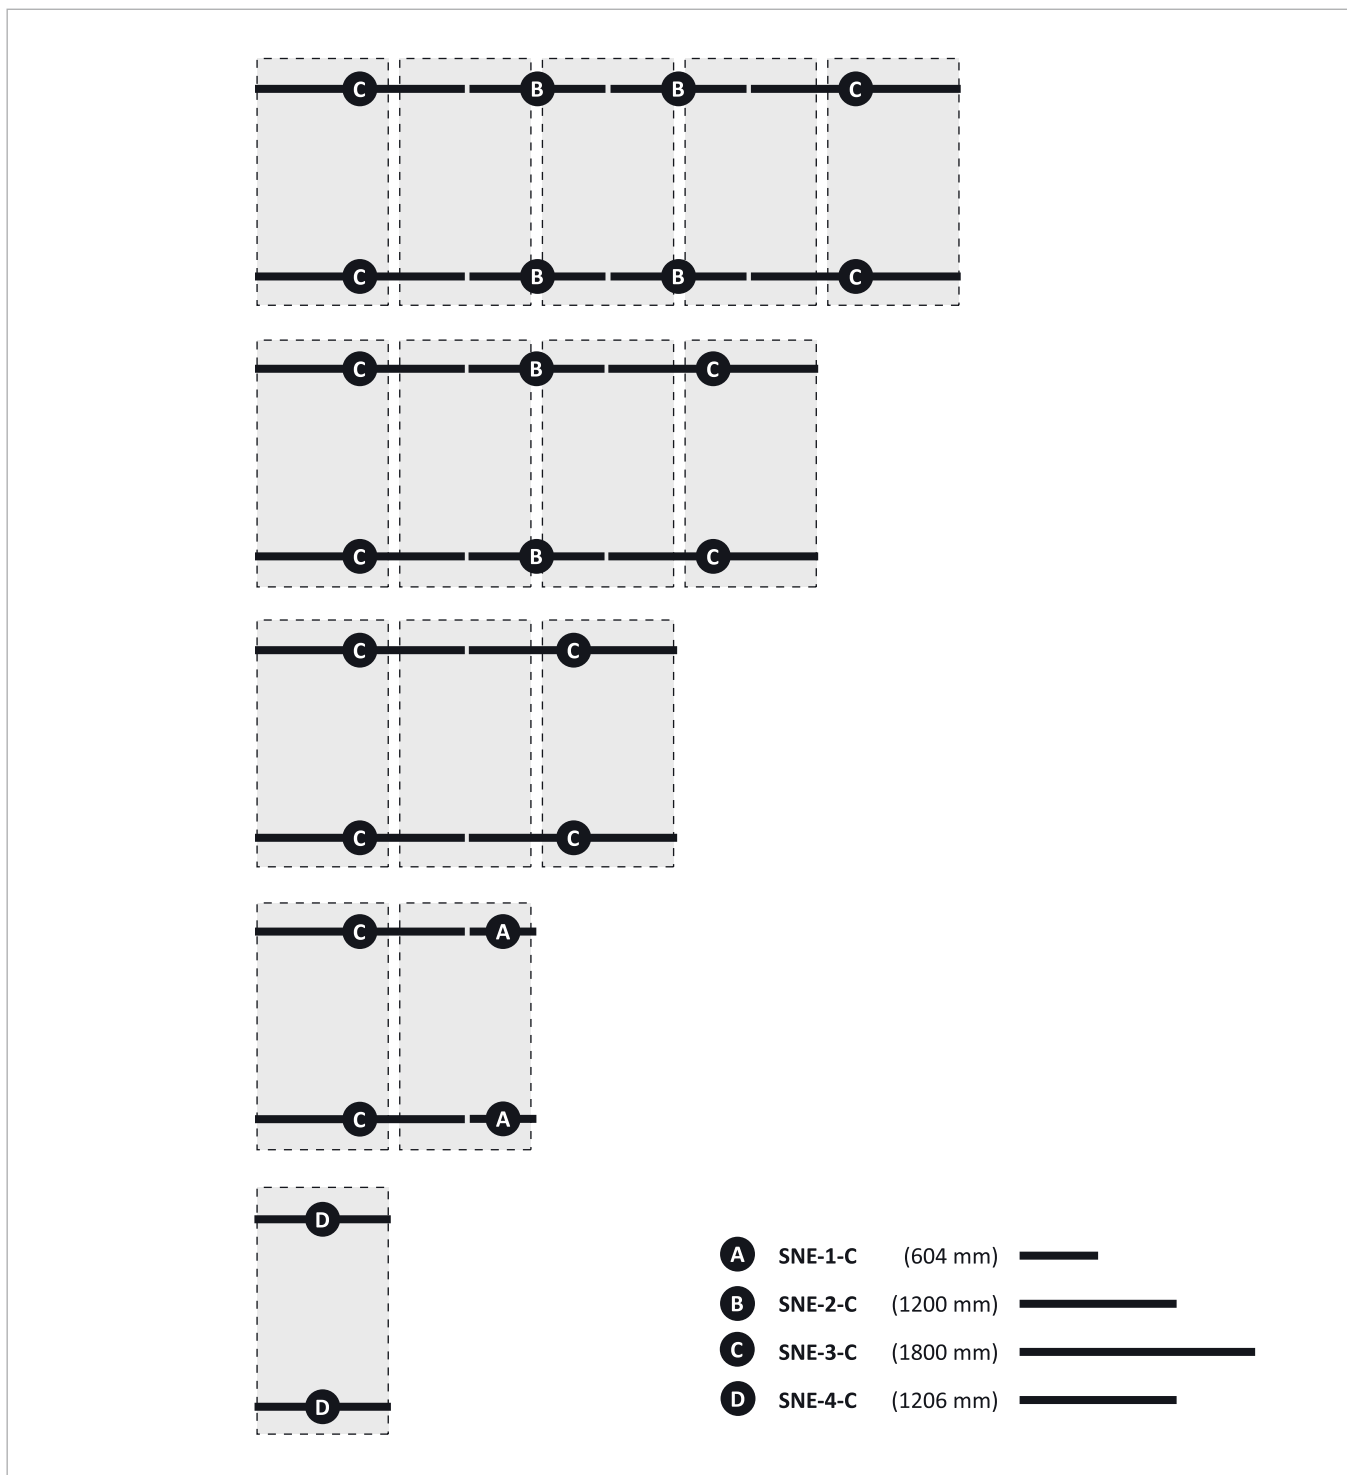 C B B C
C B B C
C B C
C B C
C C
C C
C A
C A
D
D
A SNE-1-C (604 mm)
B SNE-2-C (1200 mm)
C SNE-3-C (1800 mm)
D SNE-4-C (1206 mm)